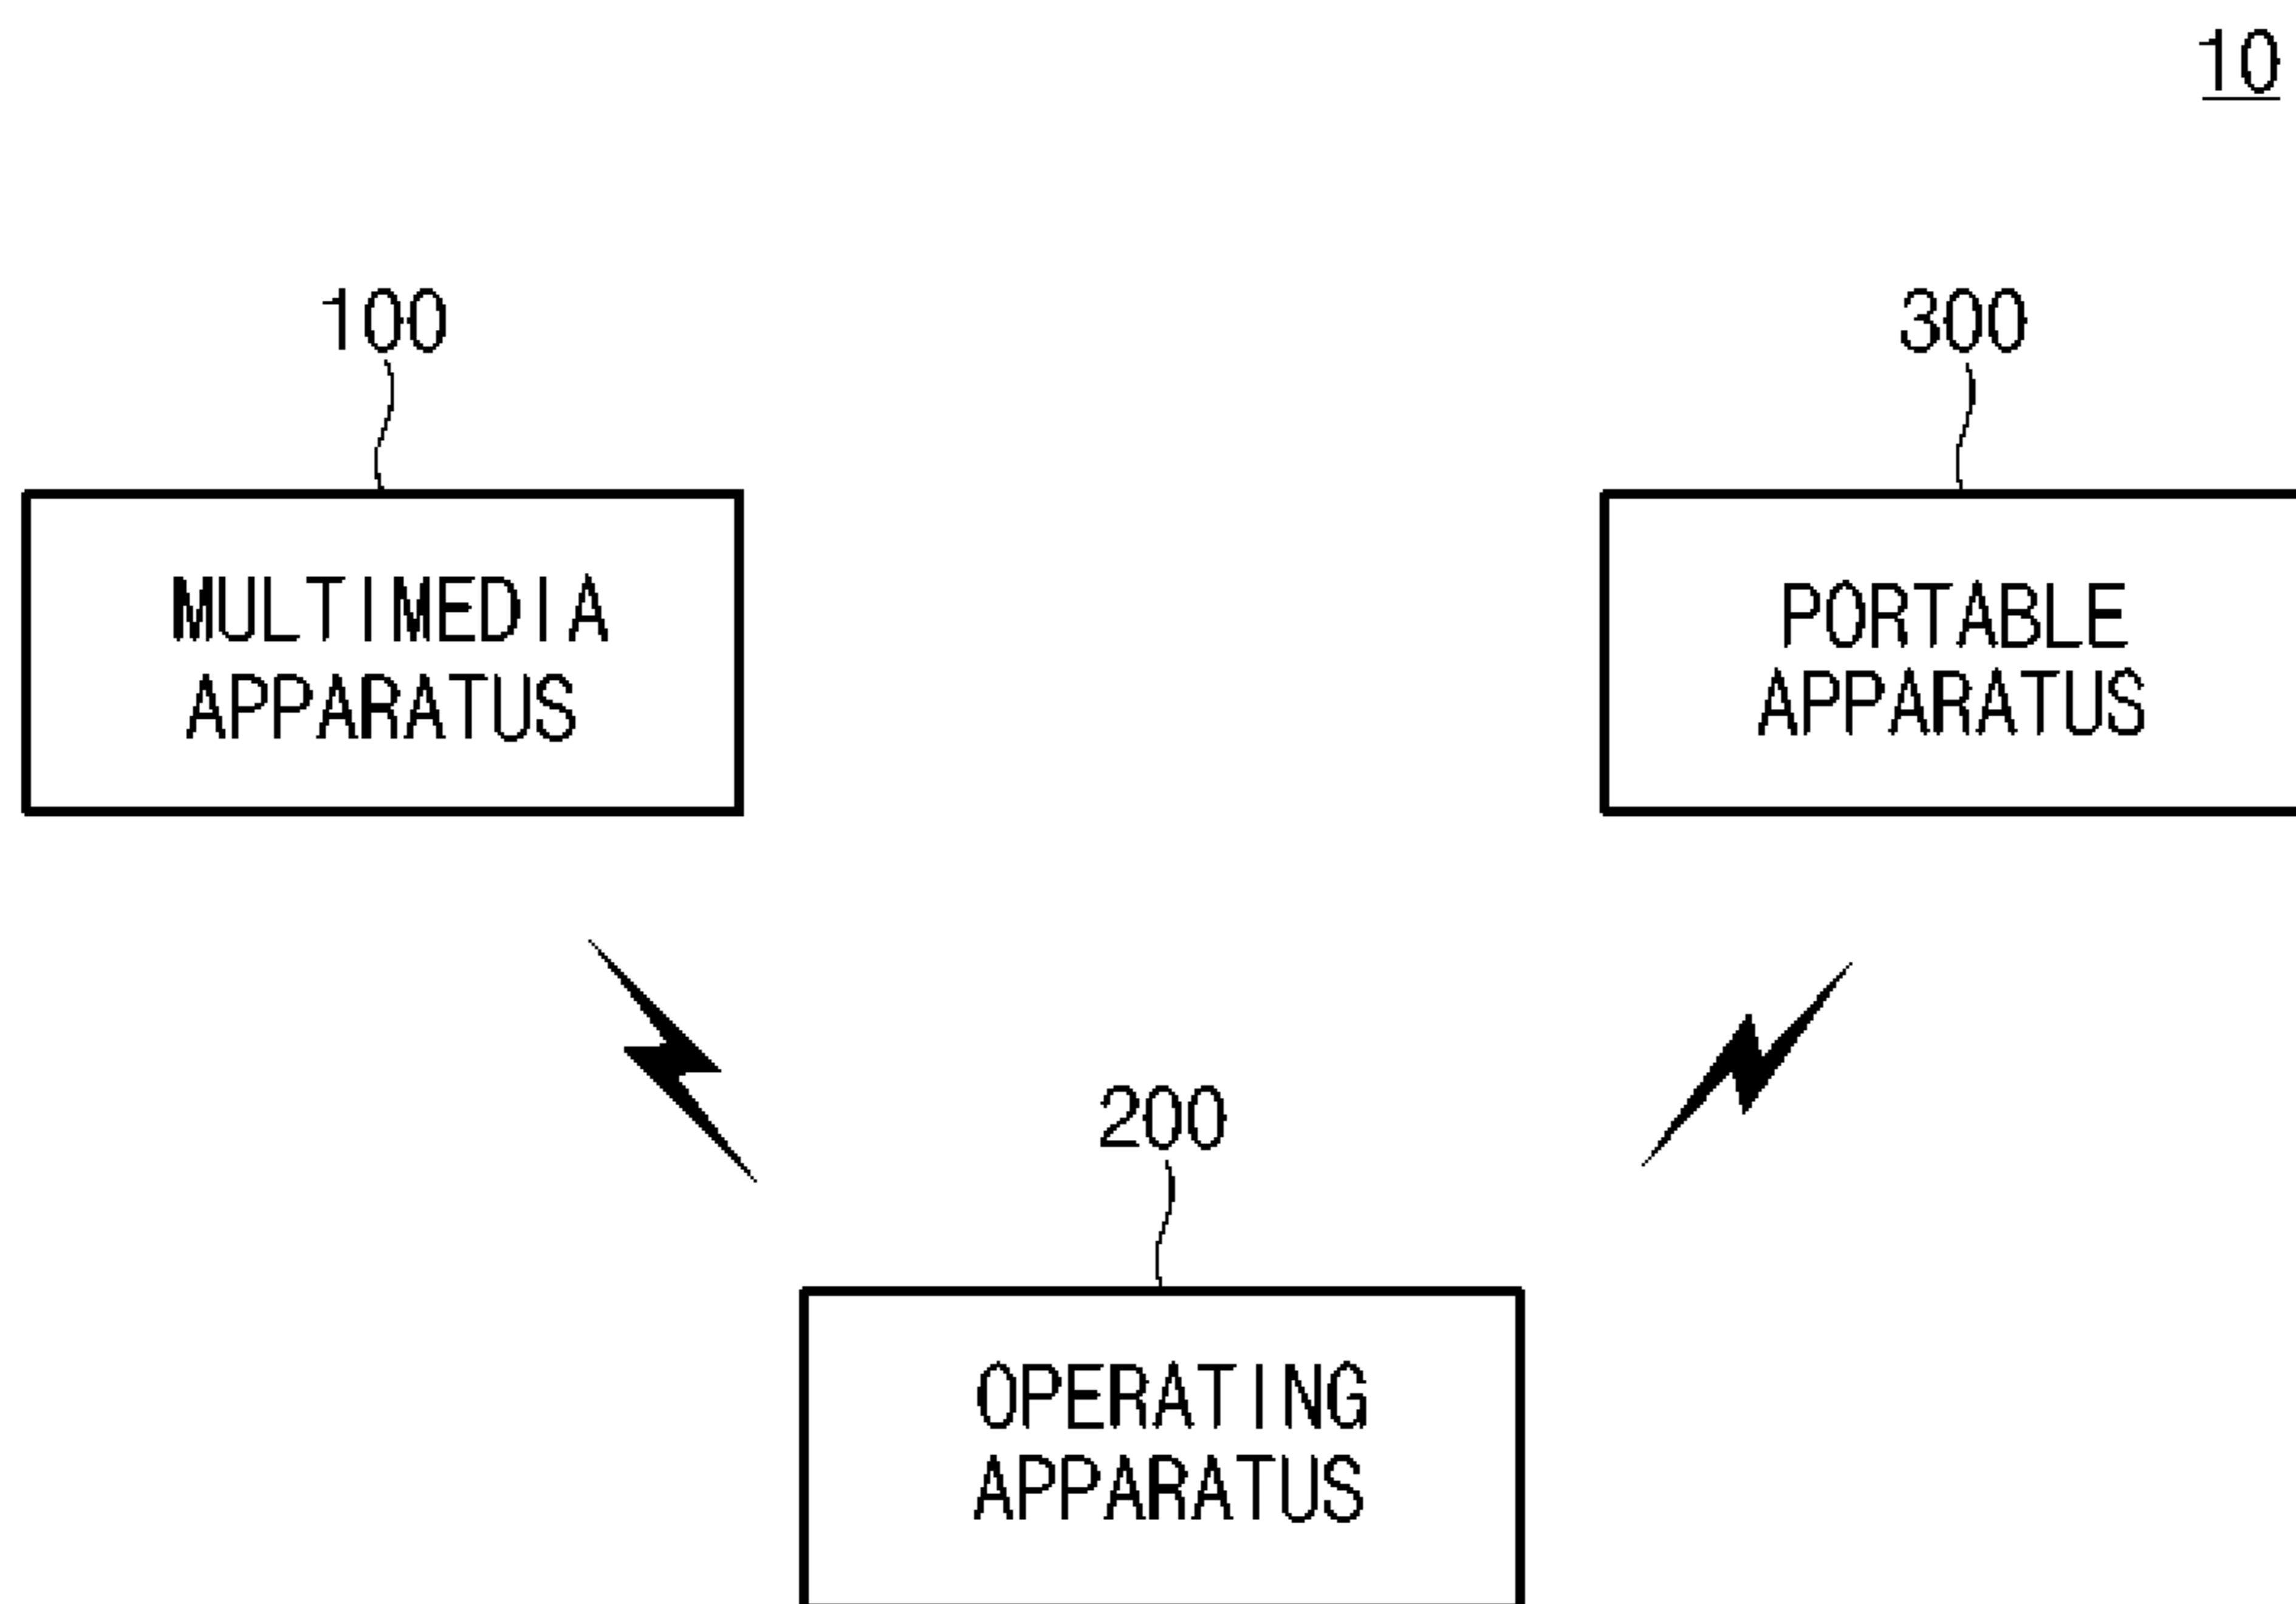 10
100
300
MULTIMEDIA
APPARATUS
PORTABLE
APPARATUS
200
OPERATING
APPARATUS